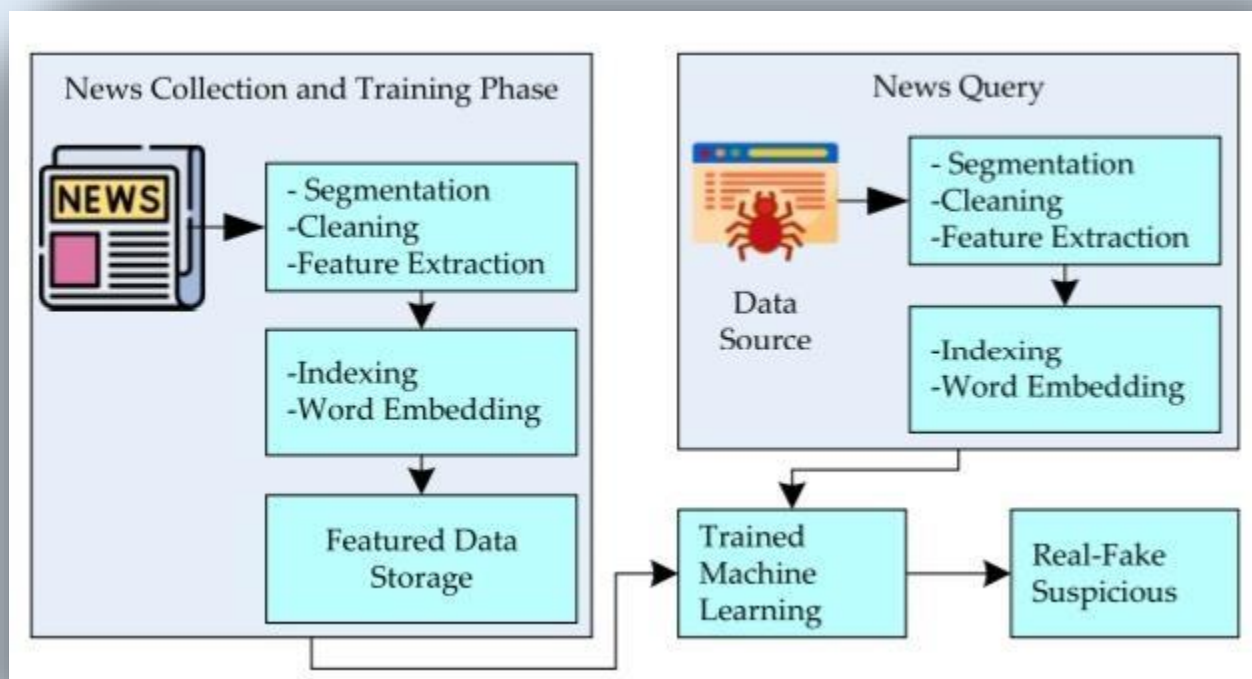 News Collection and Training Phase
NEWS
- Segmentation
-Cleaning
-Feature Extraction
-Indexing
-Word Embedding
Featured Data
Storage
News Query
Data
Source
- Segmentation
-Cleaning
-Feature Extraction
-Indexing
-Word Embedding
Trained
Machine
Learning
Real-Fake
Suspicious